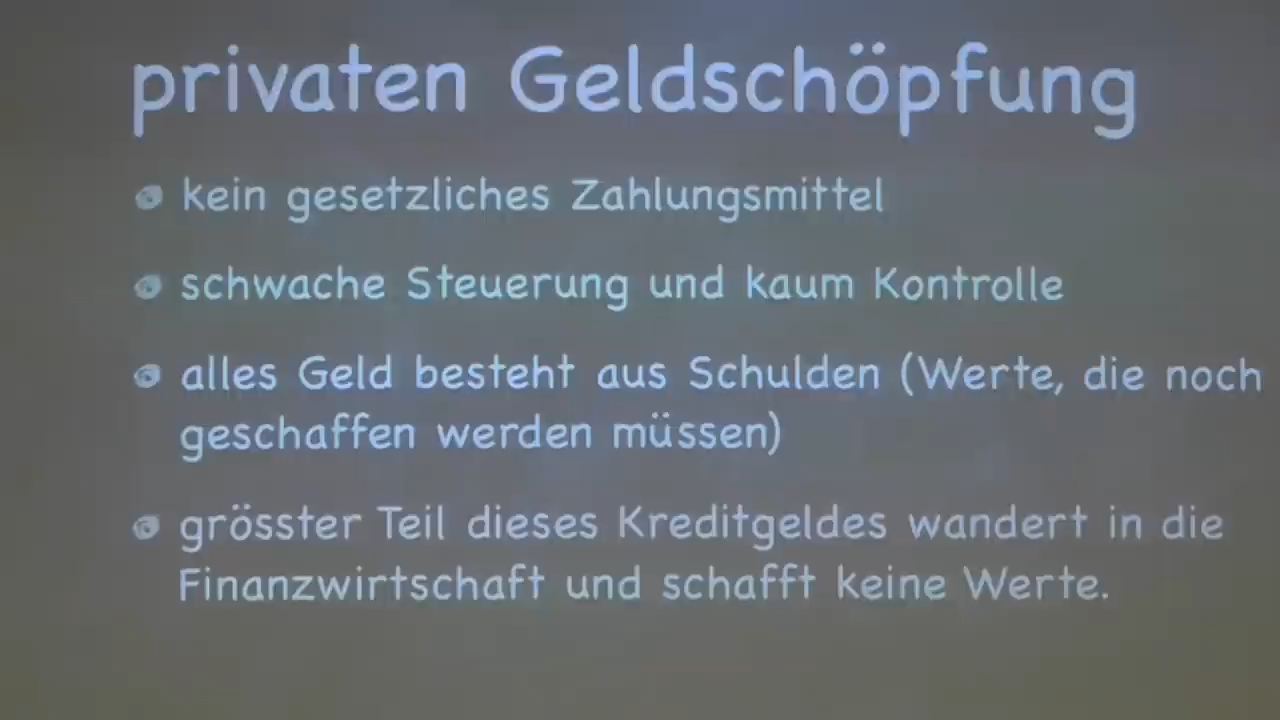 privaten Geldschöpfung
kein gesetzliches Zahlungsmittel
schwache Steuerung und kaum Kontrolle
alles Geld besteht aus Schulden (Werte, die noch
geschaffen werden müssen)
grösster Teil dieses Kreditgeldes wandert in die
Finanzwirtschaft und schafft keine Werte.